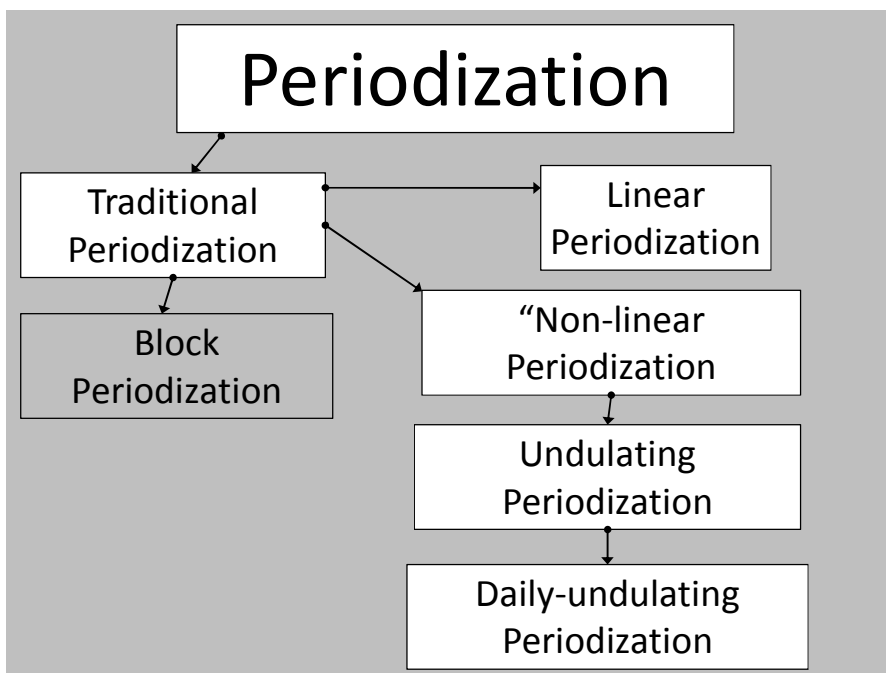 Periodization
Traditional
Periodization
Linear
Periodization
Block
Periodization
“Non-linear
Periodization
Undulating
Periodization
Daily-undulating
Periodization